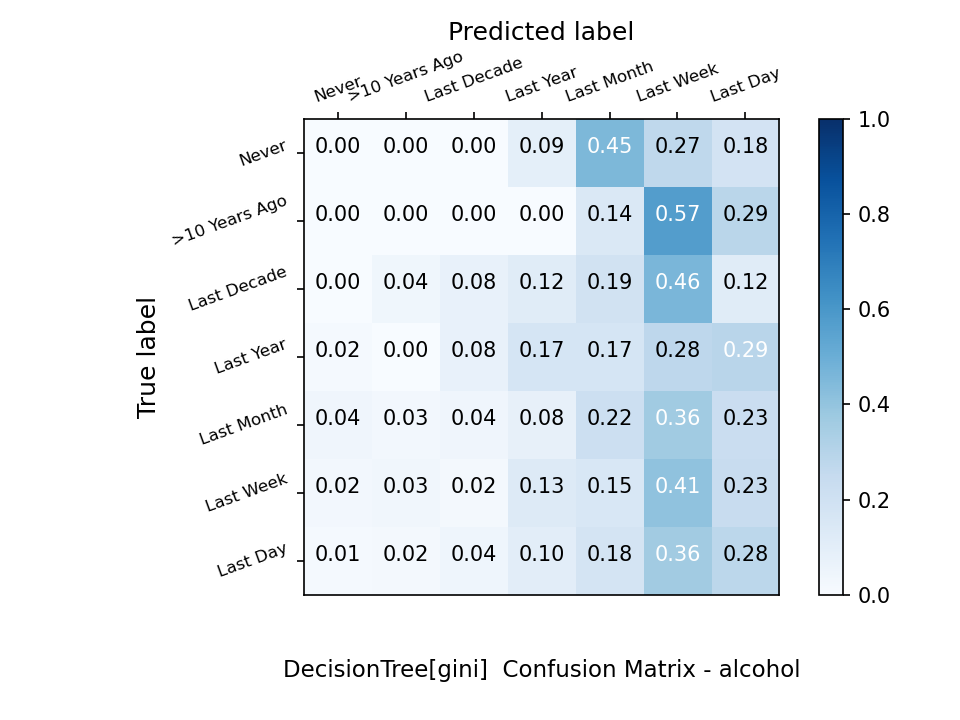 Predicted label
Never >10 Years Ago Last Decade Last Year Last Month Last Week Last Day
Never 0.00 0.00 0.00 0.09 0.45 0.27 0.18
>10 Years Ago 0.00 0.00 0.00 0.00 0.14 0.57 0.29
Last Decade 0.00 0.04 0.08 0.12 0.19 0.46 0.12
Last Year 0.02 0.00 0.08 0.17 0.17 0.28 0.29
Last Month 0.04 0.03 0.04 0.08 0.22 0.36 0.23
Last Week 0.02 0.03 0.02 0.13 0.15 0.41 0.23
Last Day 0.01 0.02 0.04 0.10 0.18 0.36 0.28
True label
1.0
0.8
0.6
0.4
0.2
0.0
DecisionTree[gini]  Confusion Matrix - alcohol